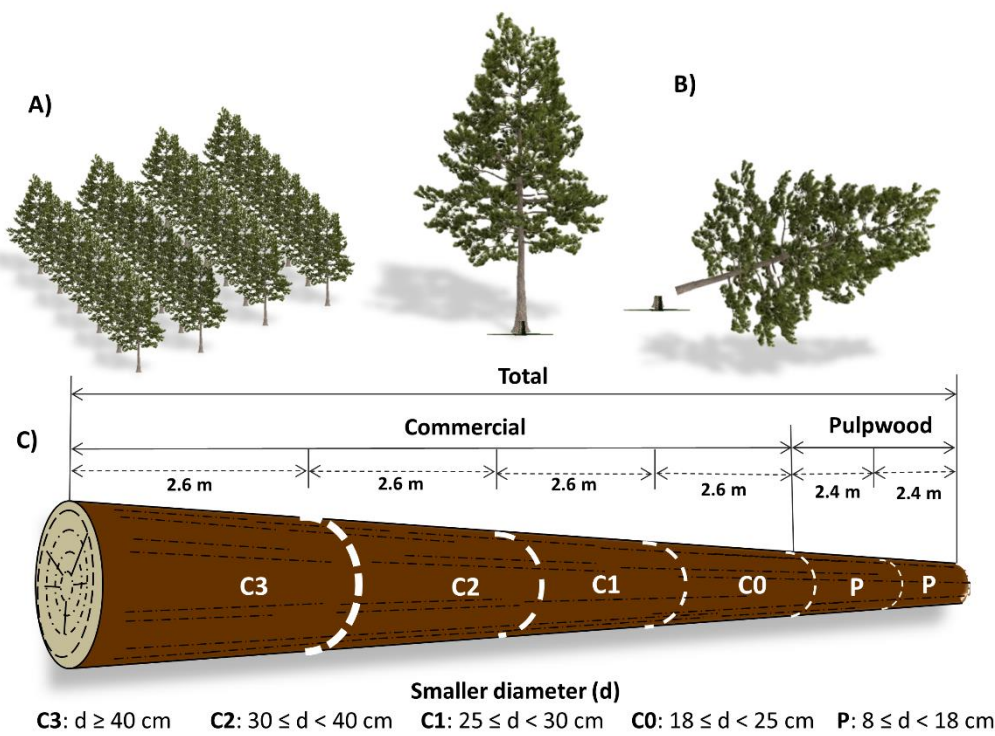 A)
B)
Total
C)
Commercial
Pulpwood
2.6 m
2.6 m
2.6 m
2.6 m
2.4 m
2.4 m
C3
C2
C1
C0
P
P
Smaller diameter (d)
C3: d ≥ 40 cm C2: 30 ≤ d < 40 cm C1: 25 ≤ d < 30 cm C0: 18 ≤ d < 25 cm P: 8 ≤ d < 18 cm